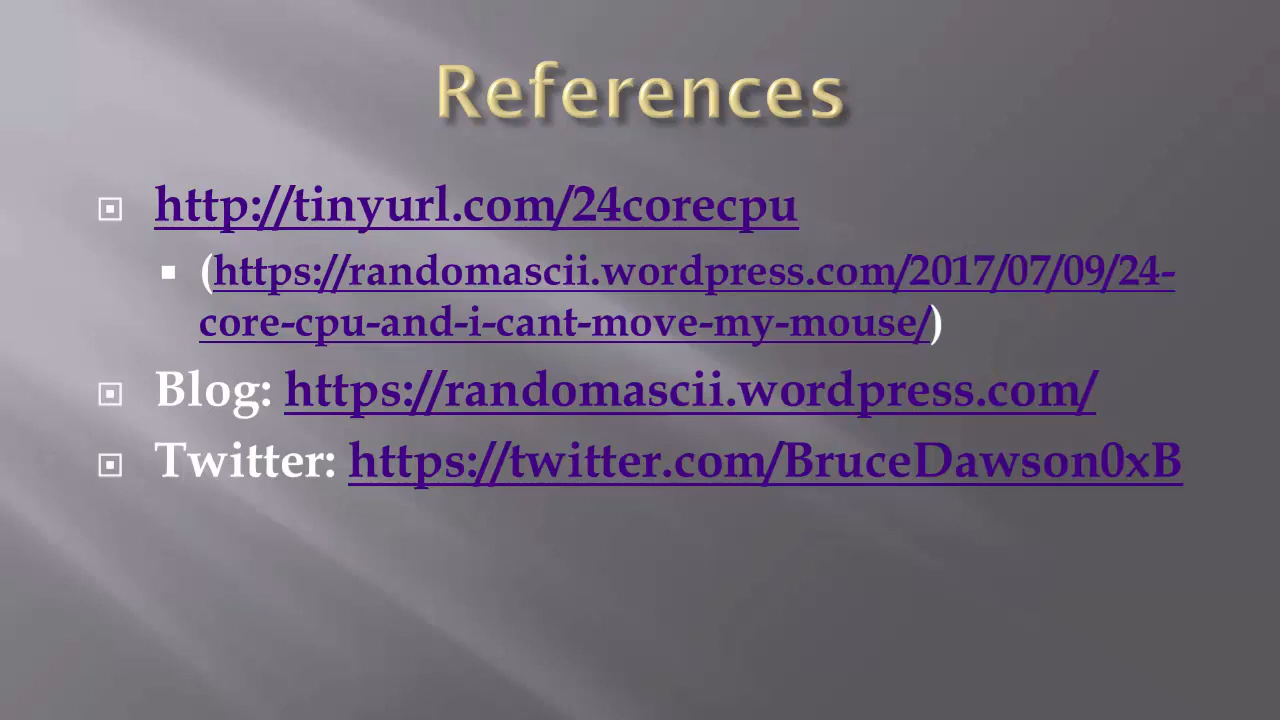 References
http://tinyurl.com/24corecpu
(https://randomascii.wordpress.com/2017/07/09/24-
core-cpu-and-i-cant-move-my-mouse/)
Blog: https://randomascii.wordpress.com/
Twitter: https://twitter.com/BruceDawson0xB